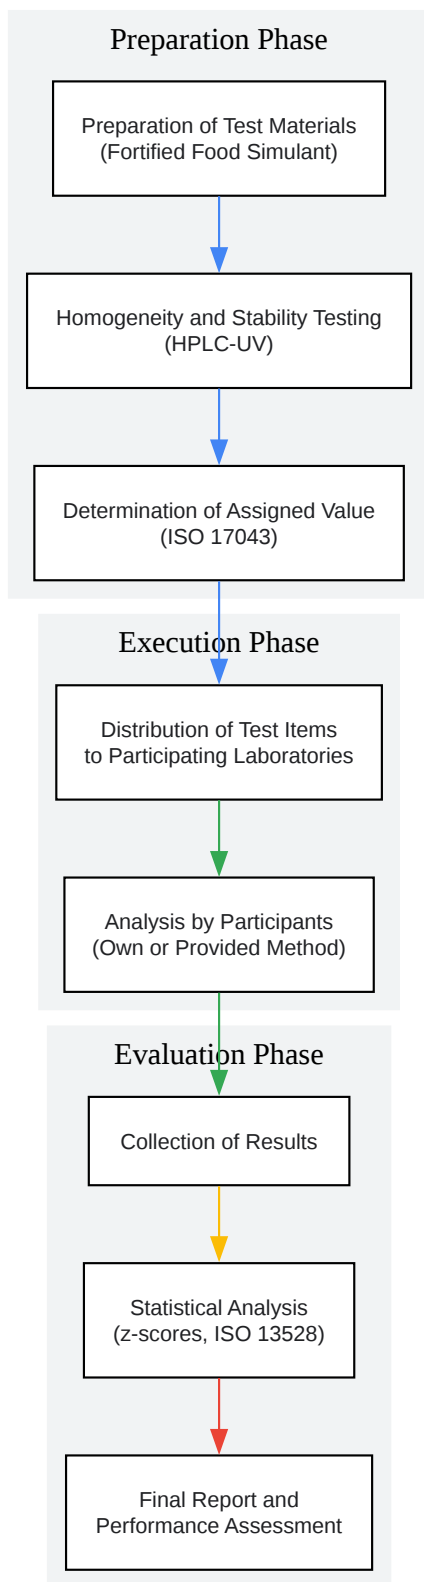 Preparation Phase
Preparation of Test Materials
(Fortified Food Simulant)
Homogeneity and Stability Testing
(HPLC-UV)
Determination of Assigned Value
(ISO 17043)
Execution Phase
Distribution of Test Items
to Participating Laboratories
Analysis by Participants
(Own or Provided Method)
Evaluation Phase
Collection of Results
Statistical Analysis
(z-scores, ISO 13528)
Final Report and
Performance Assessment